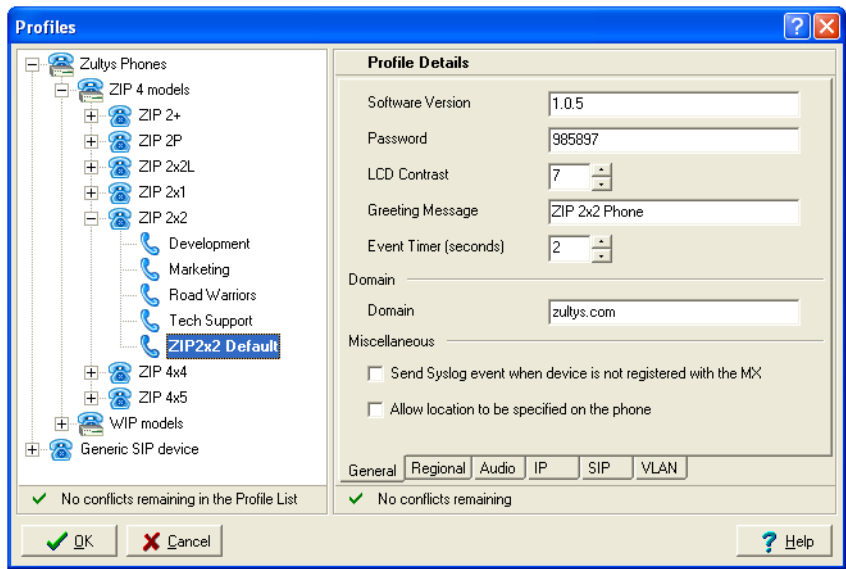 Profiles
Zultys Phones
ZIP 4 models
ZIP 2+
ZIP 2P
ZIP 2x2L
ZIP 2x1
ZIP 2x2
Development
Marketing
Road Warriors
Tech Support
ZIP2x2 Default
ZIP 4x4
ZIP 4x5
WIP models
Generic SIP device
No conflicts remaining in the Profile List
Profile Details
Software Version 1.0.5
Password 985897
LCD Contrast 7
Greeting Message ZIP 2x2 Phone
Event Timer (seconds) 2
Domain
Domain zultys.com
Miscellaneous
Send Syslog event when device is not registered with the MX
Allow location to be specified on the phone
General Regional Audio IP SIP VLAN
No conflicts remaining
OK Cancel ? Help